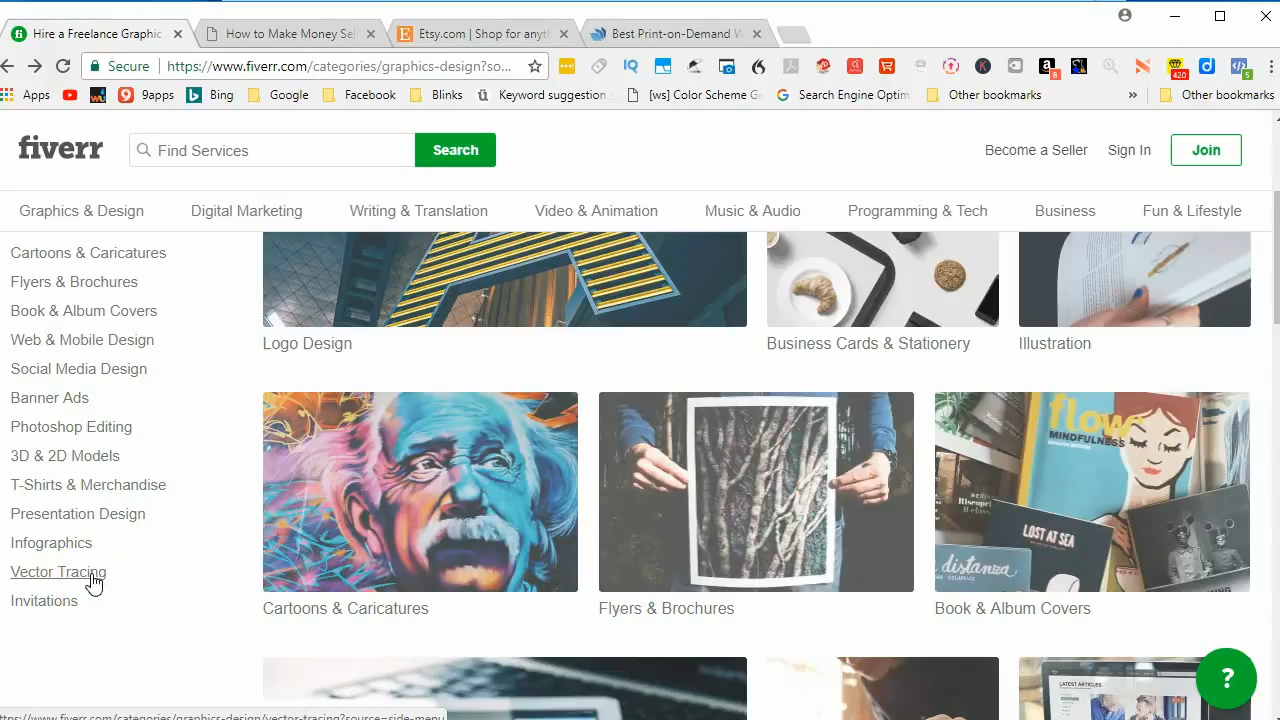 Hire a Freelance Graphic
How to Make Money Sel
Etsy.com | Shop for anyt
Best Print-on-Demand W
Secure
https://www.fiverr.com/categories/graphics-design?so...
8
420
5
Apps
9apps
Bing
Google
Facebook
Blinks
Keyword suggestion
[ws] Color Scheme Ge
Search Engine Optim
Other bookmarks
»
Other bookmarks
fiverr
Find Services
Search
Become a Seller
Sign In
Join
Graphics & Design
Digital Marketing
Writing & Translation
Video & Animation
Music & Audio
Programming & Tech
Business
Fun & Lifestyle
Cartoons & Caricatures
Flyers & Brochures
Book & Album Covers
Web & Mobile Design
Social Media Design
Banner Ads
Photoshop Editing
3D & 2D Models
T-Shirts & Merchandise
Presentation Design
Infographics
Vector Tracing
Invitations
Logo Design
Business Cards & Stationery
Illustration
flow
MINDFULNESS
LOST AT SEA
distanza
Cartoons & Caricatures
Flyers & Brochures
Book & Album Covers
LATEST ARTICLES
?
https://www.fiverr.com/categories/graphics-design/vector-tracing?source=side-menu